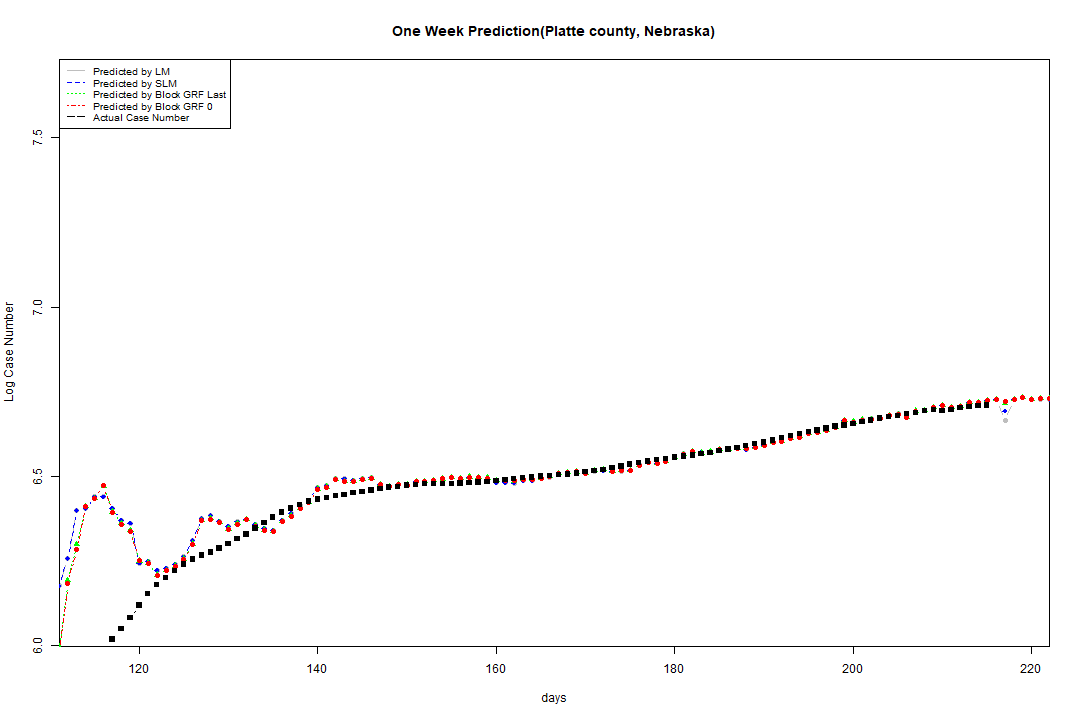 One Week Prediction(Platte county, Nebraska)
Predicted by LM
Predicted by SLM
Predicted by Block GRF Last
Predicted by Block GRF 0
Actual Case Number
7.5
7.0
6.5
6.0
Log Case Number
120 140 160 180 200 220
days